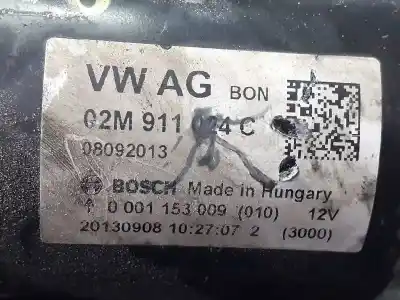 VW AG BON
02M 911 024 C
08092013
BOSCH Made in Hungary
0 001 153 009 (010) 12V
20130908 10:27:07 2 (3000)